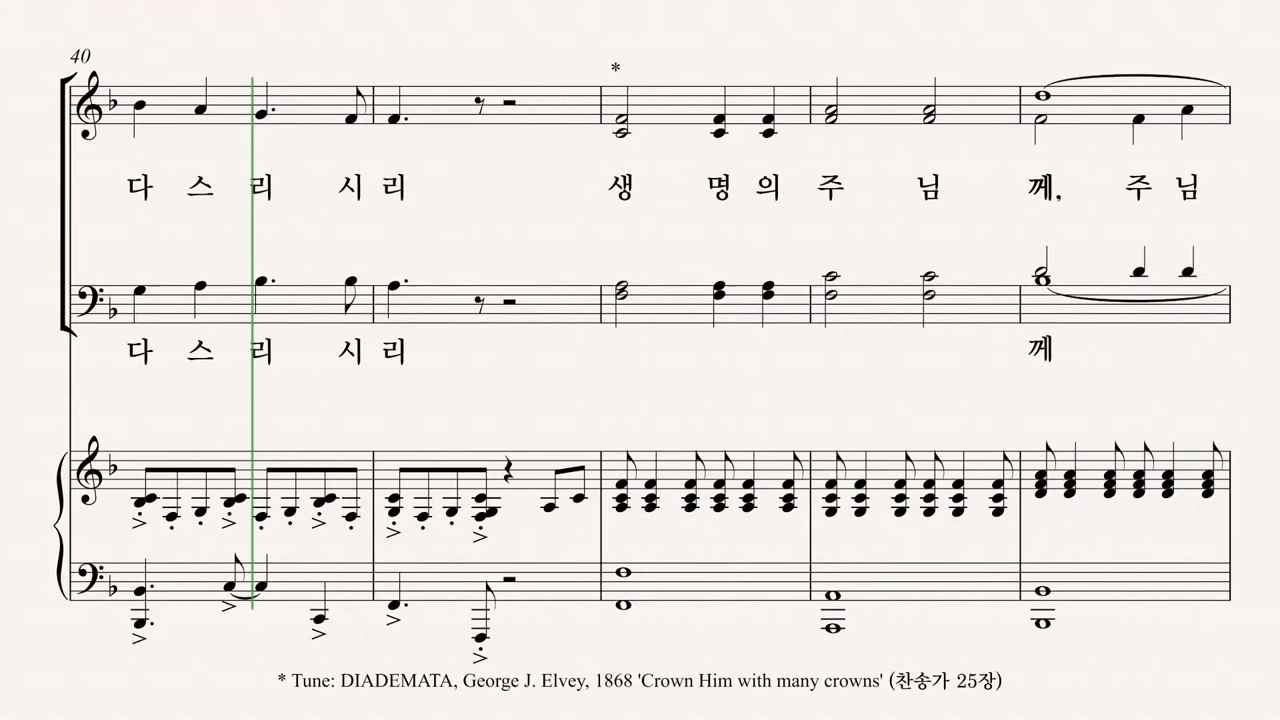 40
*
다 스 리 시 리 생 명 의 주 님 께, 주 님
다 스 리 시 리 께
* Tune: DIADEMATA, George J. Elvey, 1868 'Crown Him with many crowns' (찬송가 25장)